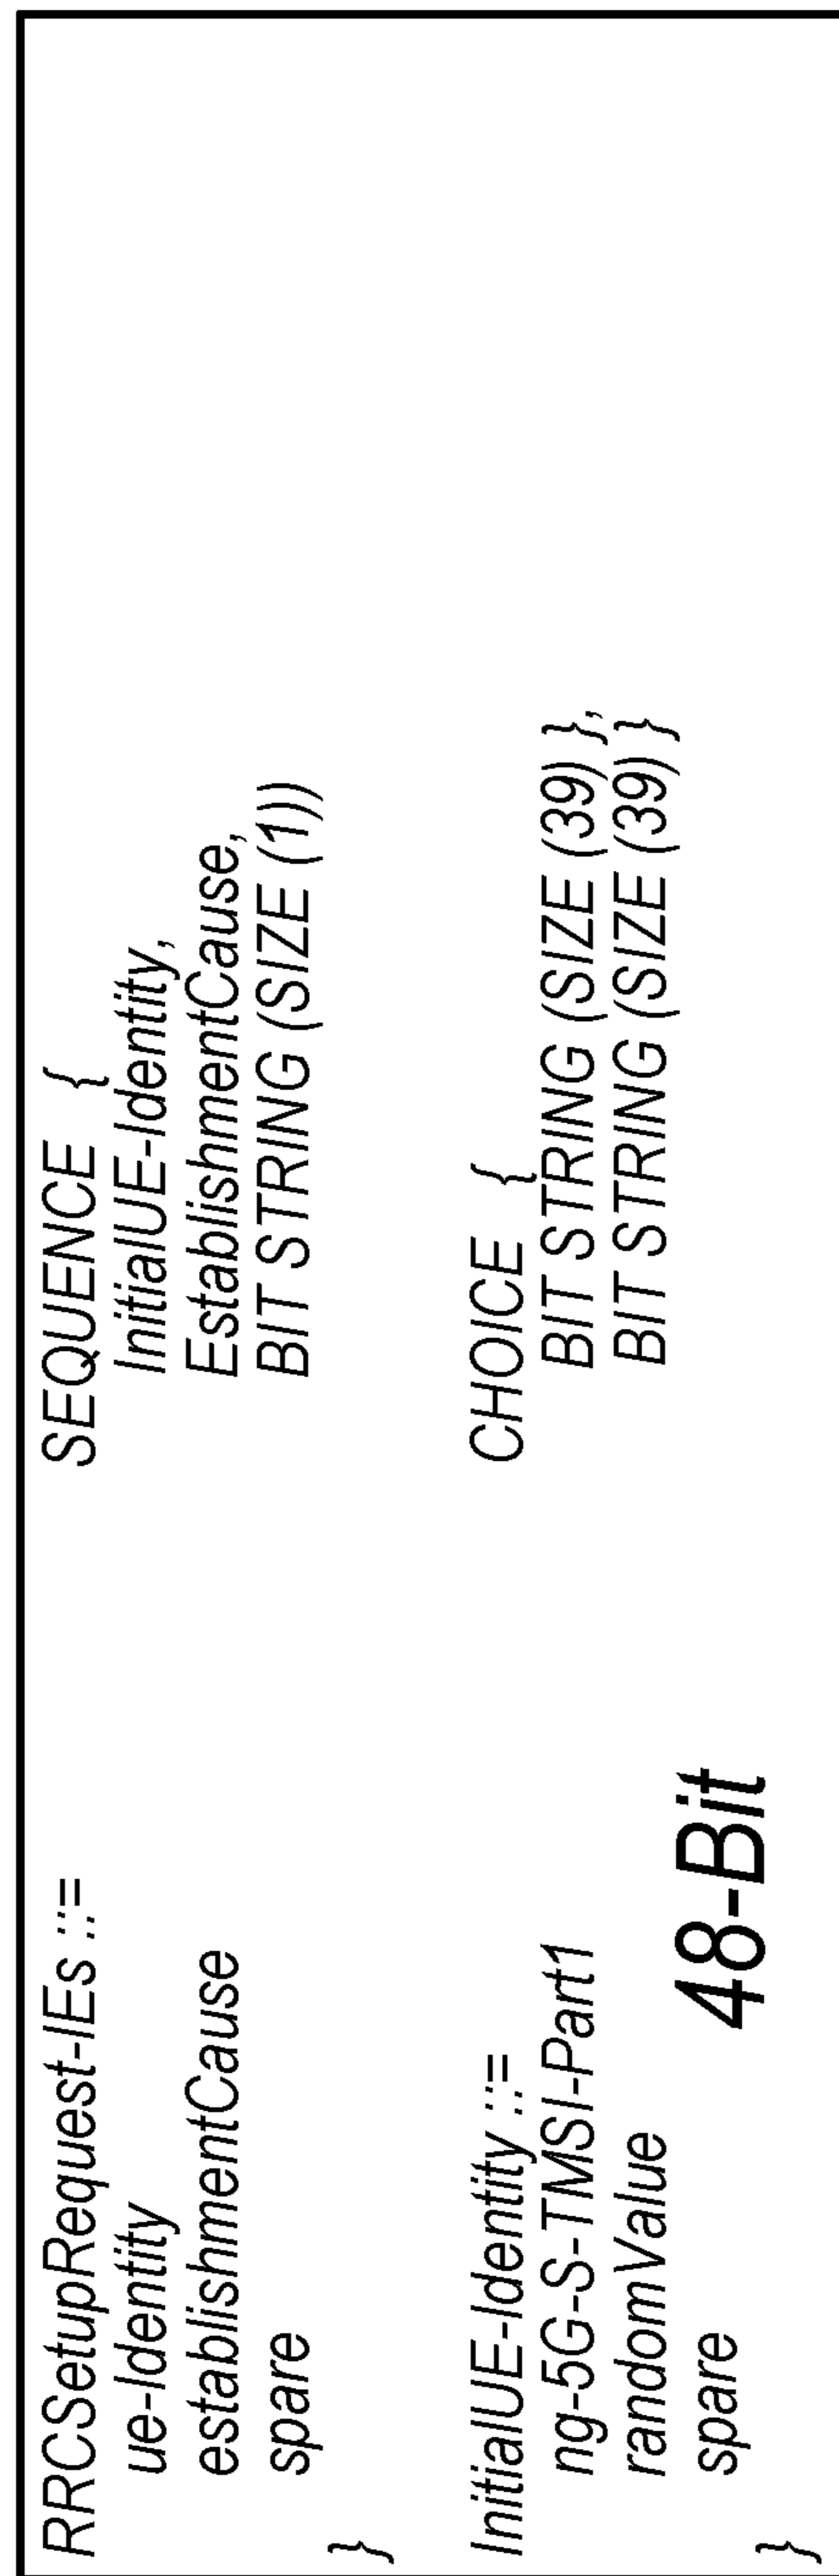 RRCSetupRequest-IEs ::= SEQUENCE {
ue-Identity InitialUE-Identity,
establishmentCause EstablishmentCause,
spare BIT STRING (SIZE (1))
}
InitialUE-Identity ::= CHOICE {
ng-5G-S-TMSI-Part1 BIT STRING (SIZE (39) },
randomValue BIT STRING (SIZE (39) }
spare 48-Bit
}